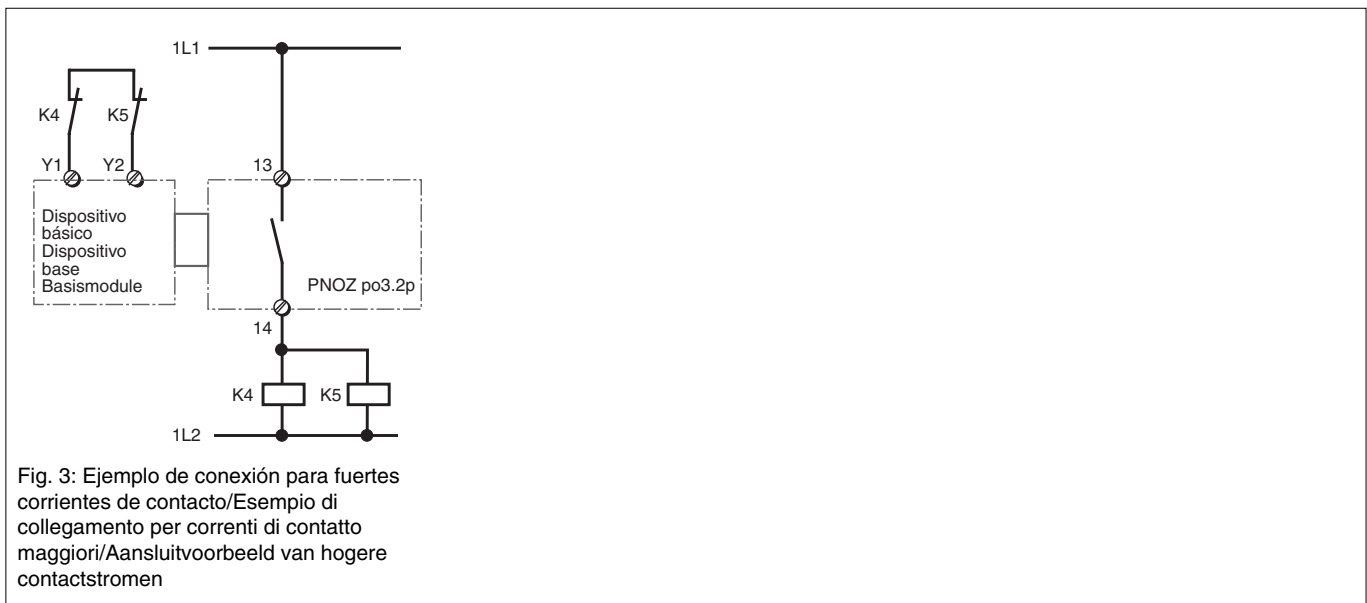 1L1
K4
K5
Y1
Y2
13
Dispositivo
básico
Dispositivo
base
Basismodule
PNOZ po3.2p
14
K4
K5
1L2
Fig. 3: Ejemplo de conexión para fuertes
corrientes de contacto/Esempio di
collegamento per correnti di contatto
maggiori/Aansluitvoorbeeld van hogere
contactstromen